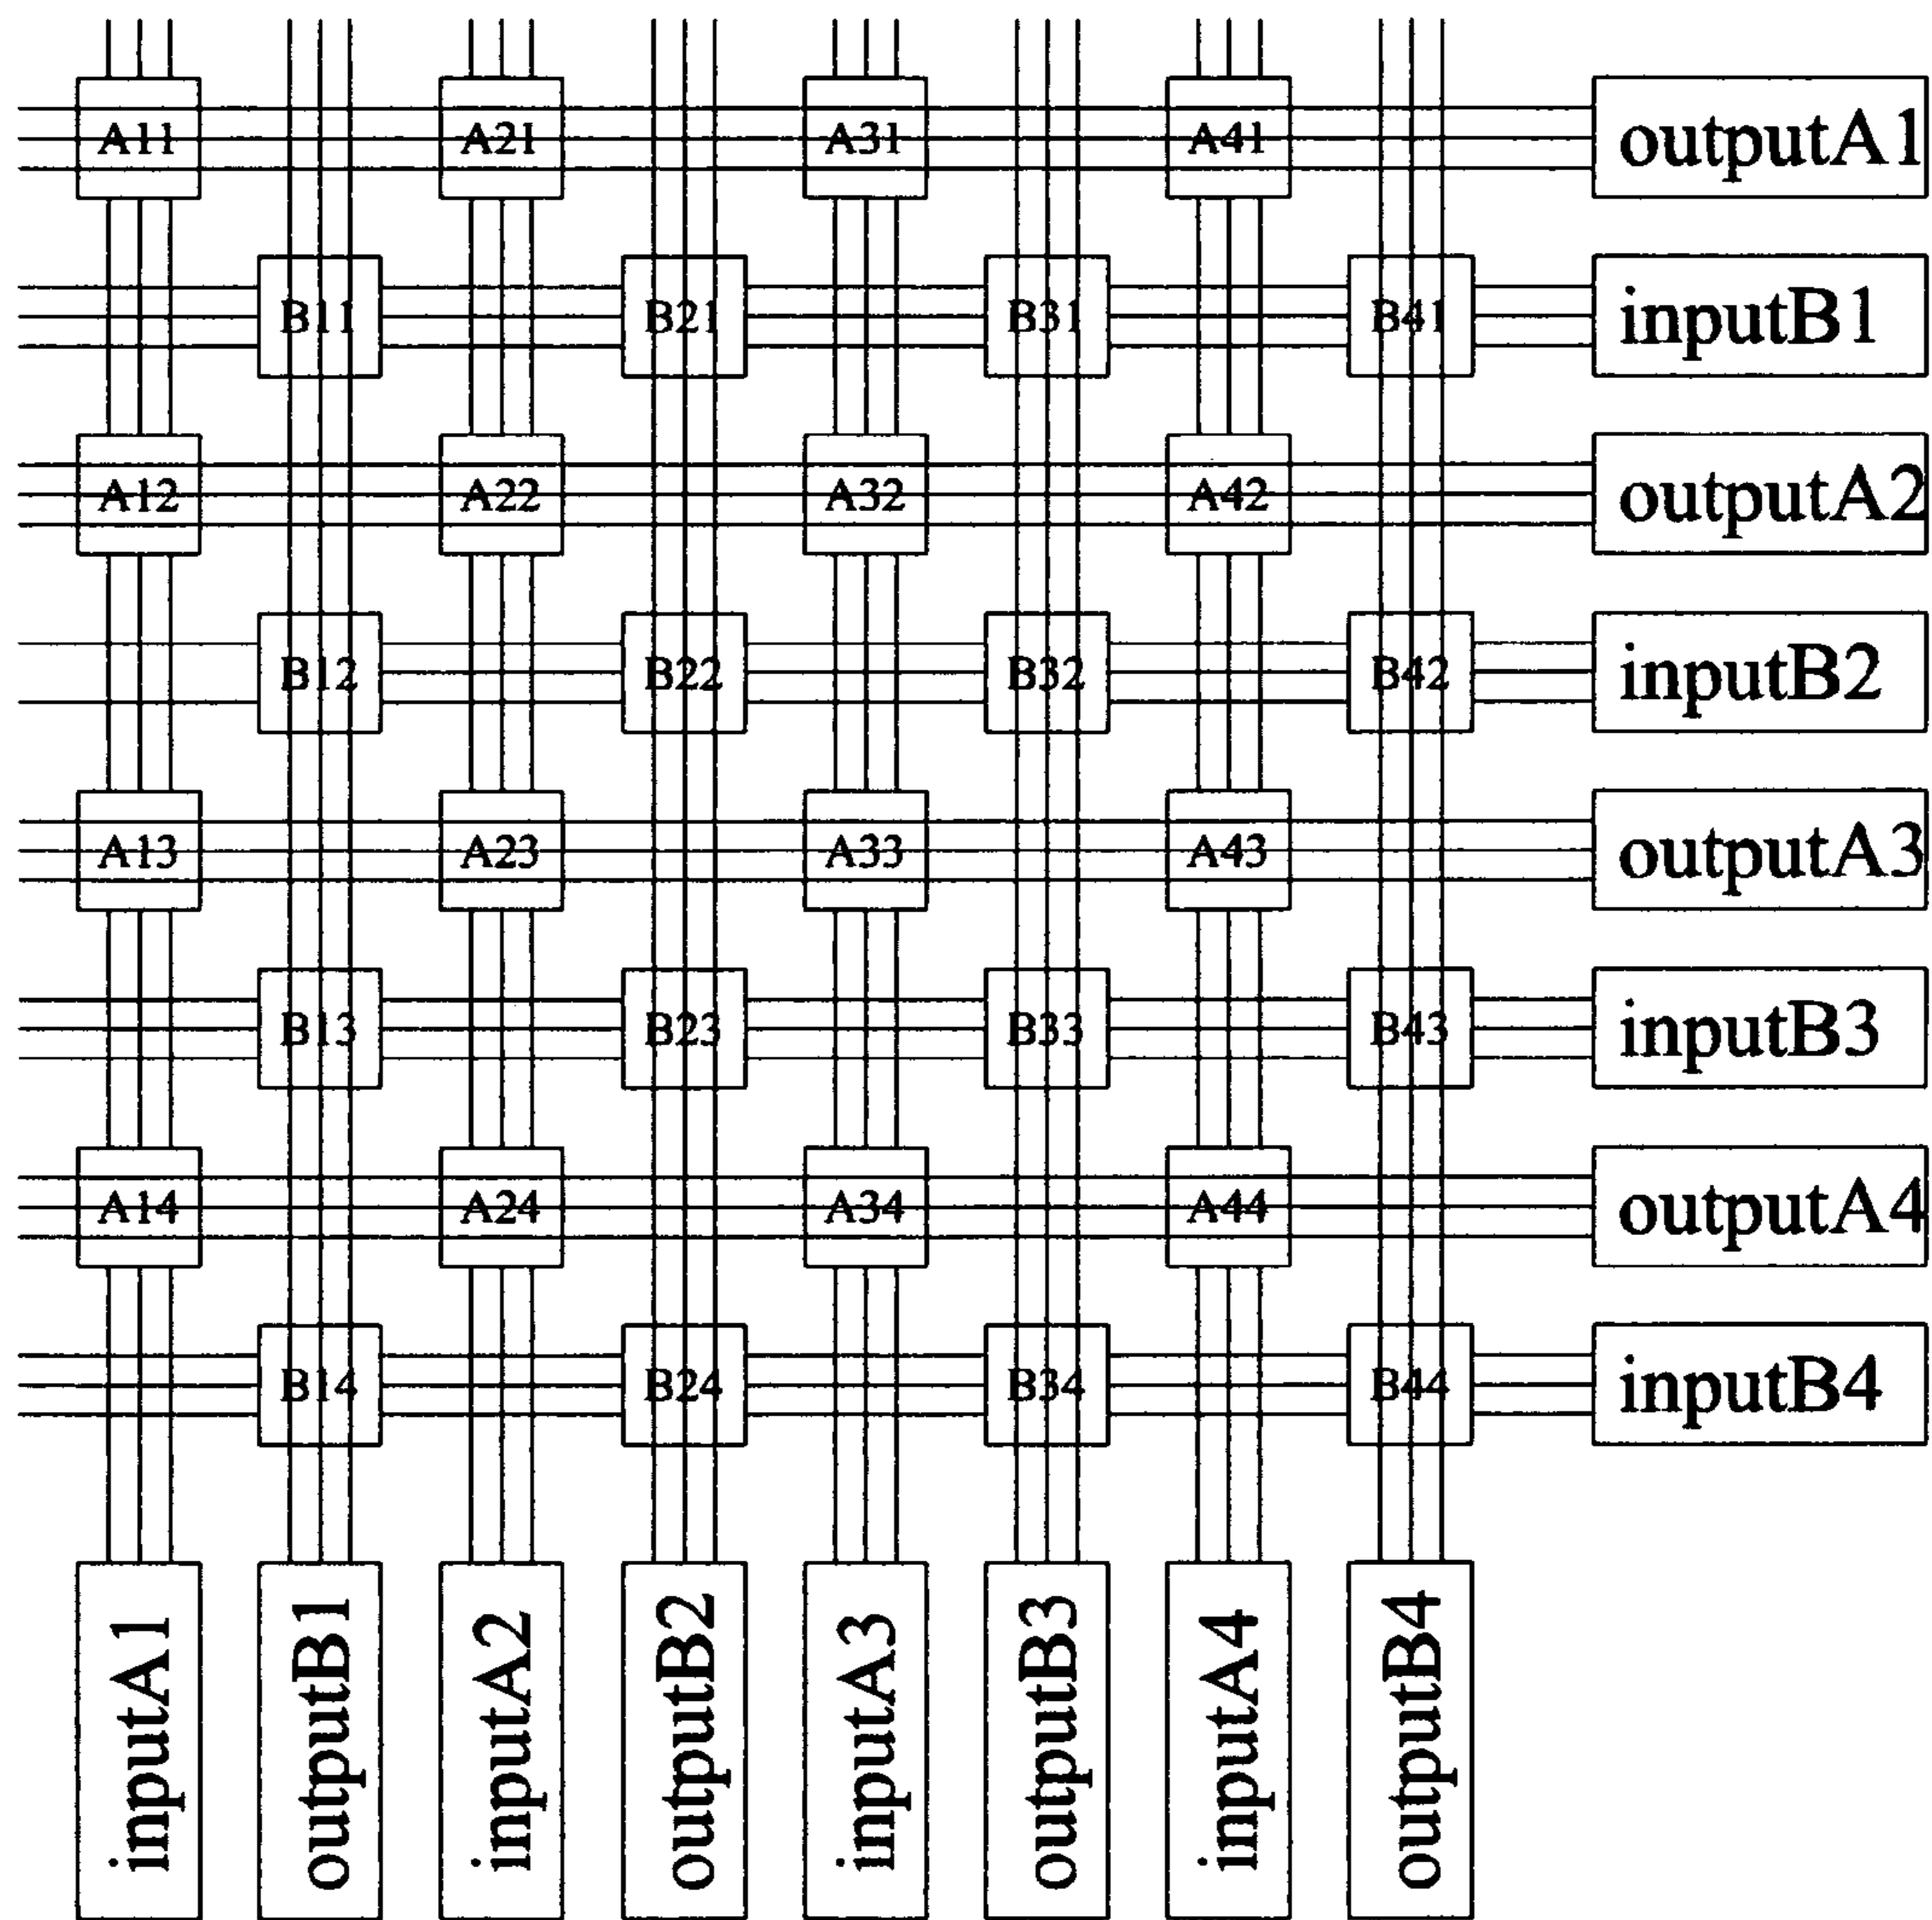 A11 A21 A31 A41 outputA1
B11 B21 B31 B41 inputB1
A12 A22 A32 A42 outputA2
B12 B22 B32 B42 inputB2
A13 A23 A33 A43 outputA3
B13 B23 B33 B43 inputB3
A14 A24 A34 A44 outputA4
B14 B24 B34 B44 inputB4
inputA1
outputB1
inputA2
outputB2
inputA3
outputB3
inputA4
outputB4